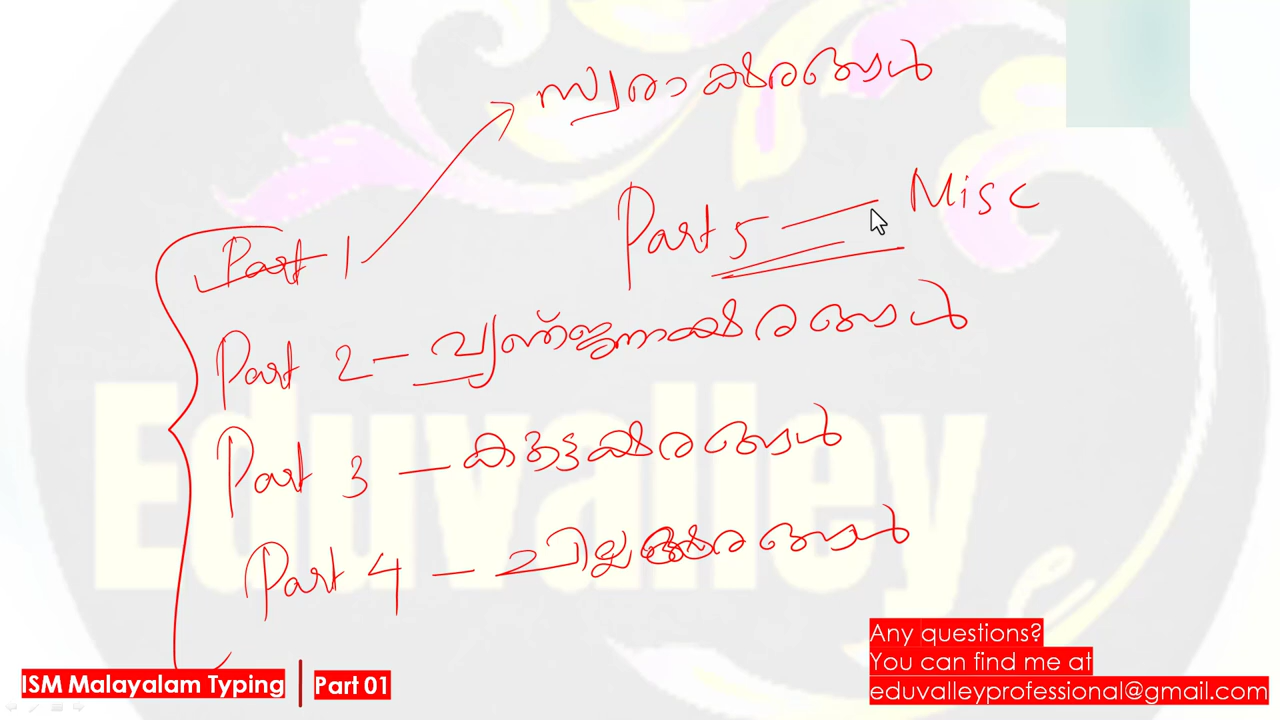 സ്വരാക്ഷരങ്ങൾ
Part 5 — Misc
Part 1
Part 2 – വ്യഞ്ജനാക്ഷരങ്ങൾ
Part 3 – കൂട്ടക്ഷരങ്ങൾ
Part 4 – ചില്ലക്ഷരങ്ങൾ
Eduvalley
Any questions?
You can find me at
eduvalleyprofessional@gmail.com
ISM Malayalam Typing | Part 01